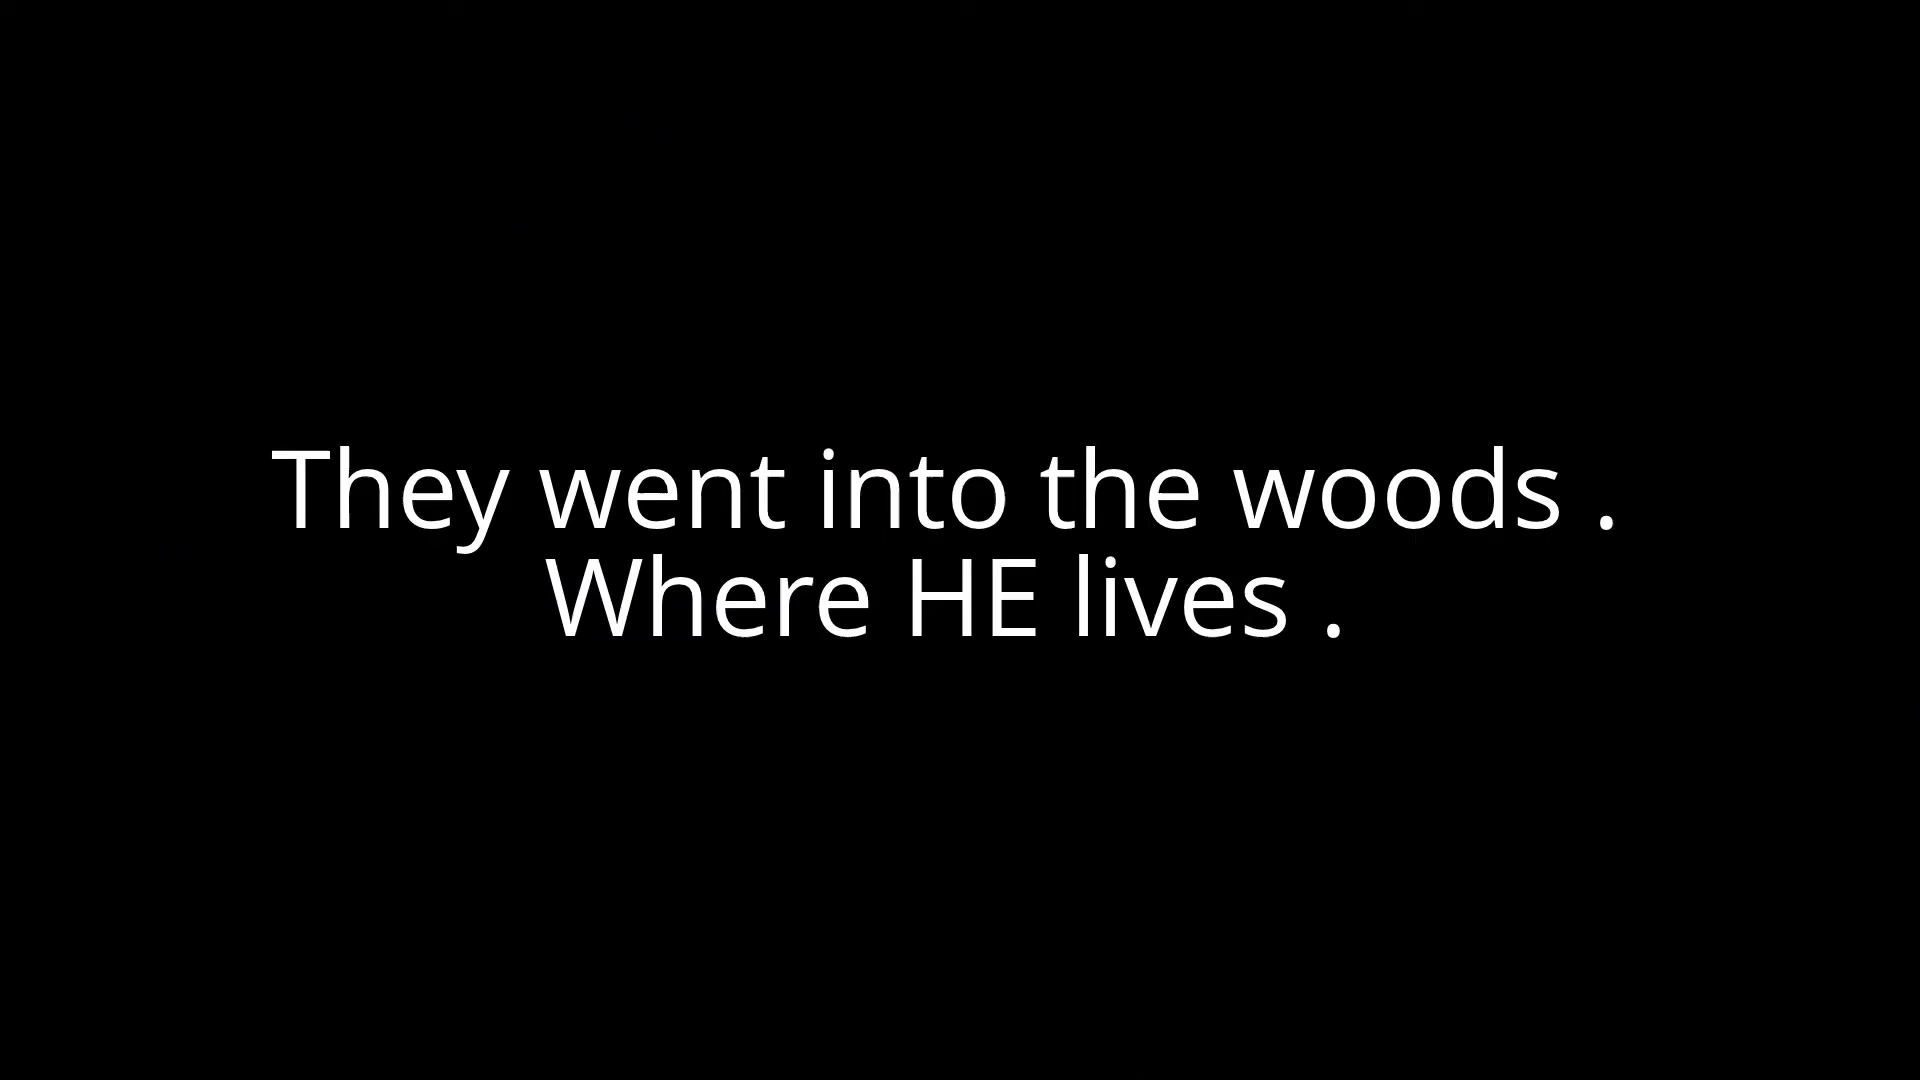 They went into the woods .
Where HE lives .